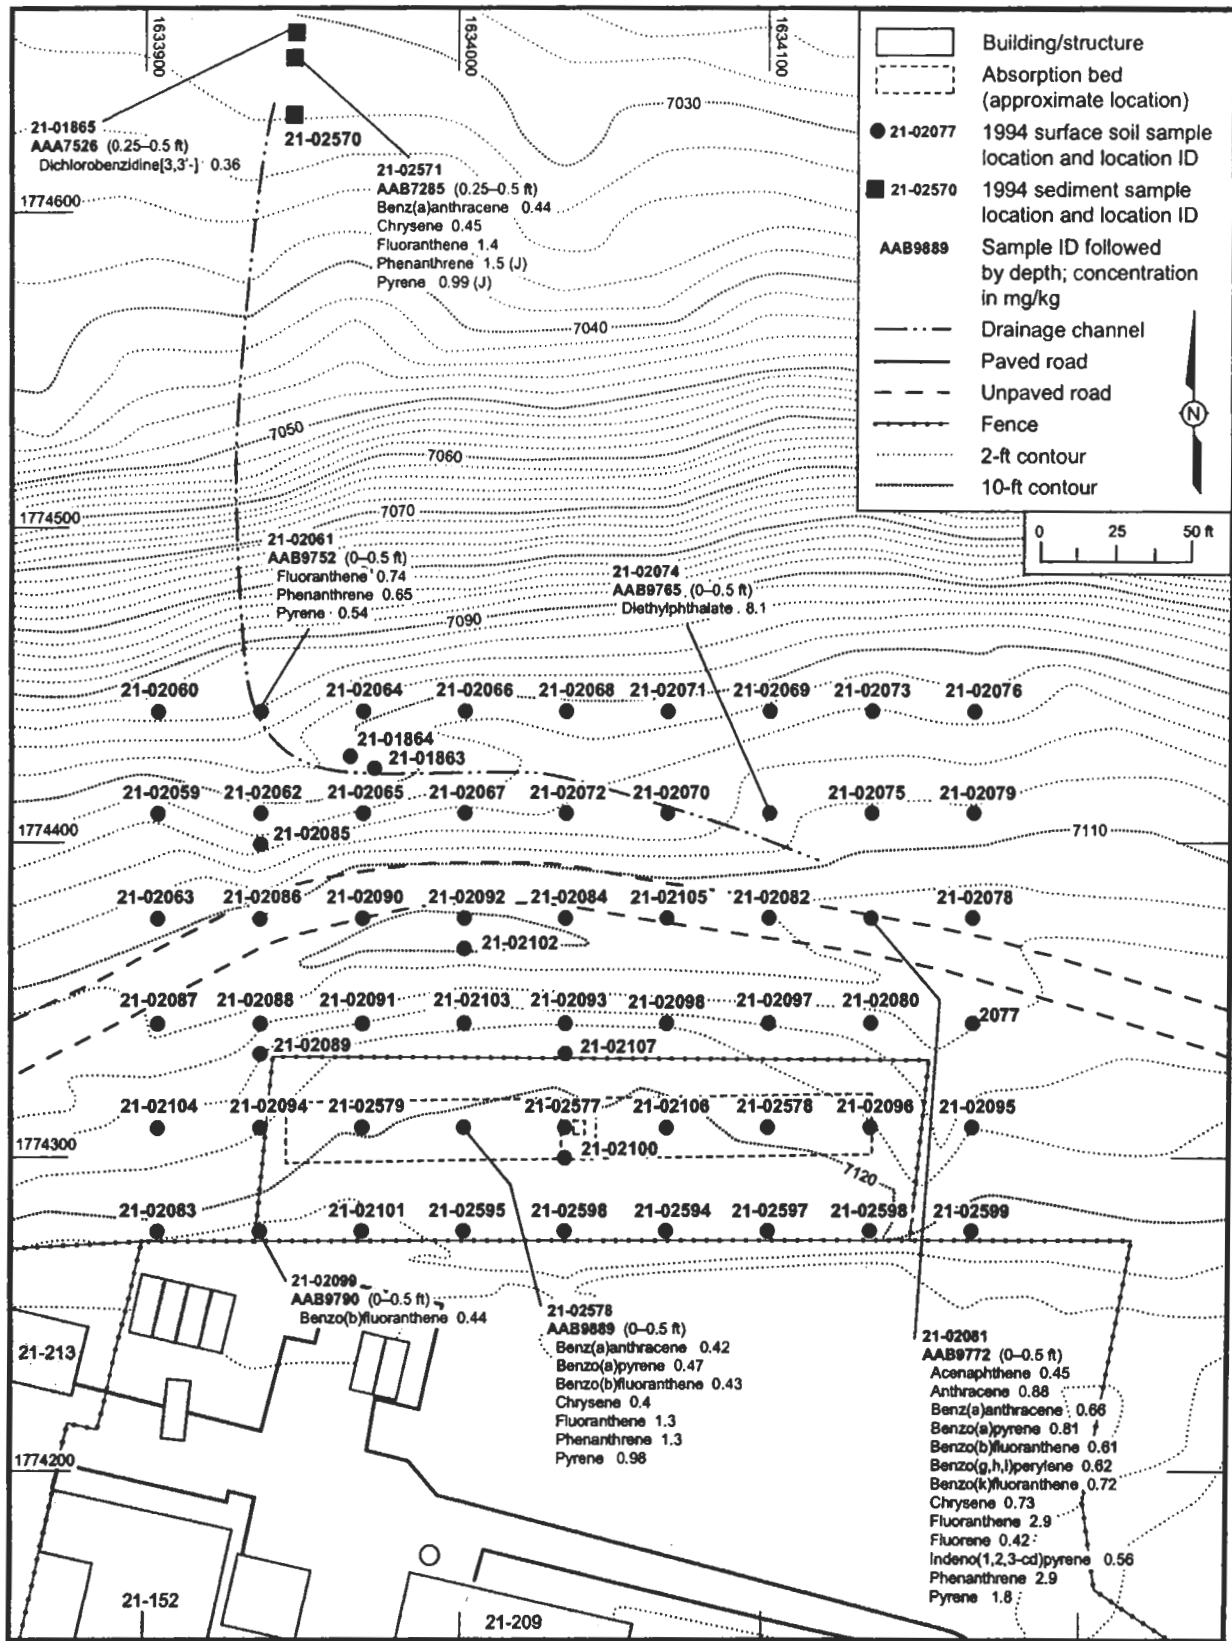 1633900
1634000
1634100
Building/structure
Absorption bed
(approximate location)
21-02077 1994 surface soil sample
location and location ID
21-02570 1994 sediment sample
location and location ID
AAB9889 Sample ID followed
by depth; concentration
in mg/kg
Drainage channel
Paved road
Unpaved road
Fence
2-ft contour
10-ft contour
N
0 25 50 ft
21-01865
AAA7526 (0.25–0.5 ft)
Dichlorobenzidine[3,3'-] 0.36
21-02570
7030
21-02571
AAB7285 (0.25–0.5 ft)
Benz(a)anthracene 0.44
Chrysene 0.45
Fluoranthene 1.4
Phenanthrene 1.5 (J)
Pyrene 0.99 (J)
1774600
7040
7050
7060
7070
1774500
21-02061
AAB9752 (0–0.5 ft)
Fluoranthene 0.74
Phenanthrene 0.65
Pyrene 0.54
21-02074
AAB9765 (0–0.5 ft)
Diethylphthalate 8.1
7090
21-02060 21-02064 21-02066 21-02068 21-02071 21-02069 21-02073 21-02076
21-01864
21-01863
21-02059 21-02062 21-02065 21-02067 21-02072 21-02070 21-02075 21-02079
1774400
21-02085
7110
21-02063 21-02086 21-02090 21-02092 21-02084 21-02105 21-02082 21-02078
21-02102
21-02087 21-02088 21-02091 21-02103 21-02093 21-02098 21-02097 21-02080 2077
21-02089 21-02107
21-02104 21-02094 21-02579 21-02577 21-02106 21-02578 21-02096 21-02095
1774300
21-02100
7120
21-02083 21-02101 21-02595 21-02598 21-02594 21-02597 21-02598 21-02599
21-02099
AAB9790 (0–0.5 ft)
Benzo(b)fluoranthene 0.44
21-02578
AAB9889 (0–0.5 ft)
Benz(a)anthracene 0.42
Benzo(a)pyrene 0.47
Benzo(b)fluoranthene 0.43
Chrysene 0.4
Fluoranthene 1.3
Phenanthrene 1.3
Pyrene 0.98
21-02081
AAB9772 (0–0.5 ft)
Acenaphthene 0.45
Anthracene 0.88
Benz(a)anthracene 0.66
Benzo(a)pyrene 0.81
Benzo(b)fluoranthene 0.61
Benzo(g,h,i)perylene 0.62
Benzo(k)fluoranthene 0.72
Chrysene 0.73
Fluoranthene 2.9
Fluorene 0.42
Indeno(1,2,3-cd)pyrene 0.56
Phenanthrene 2.9
Pyrene 1.8
21-213
1774200
21-152
21-209